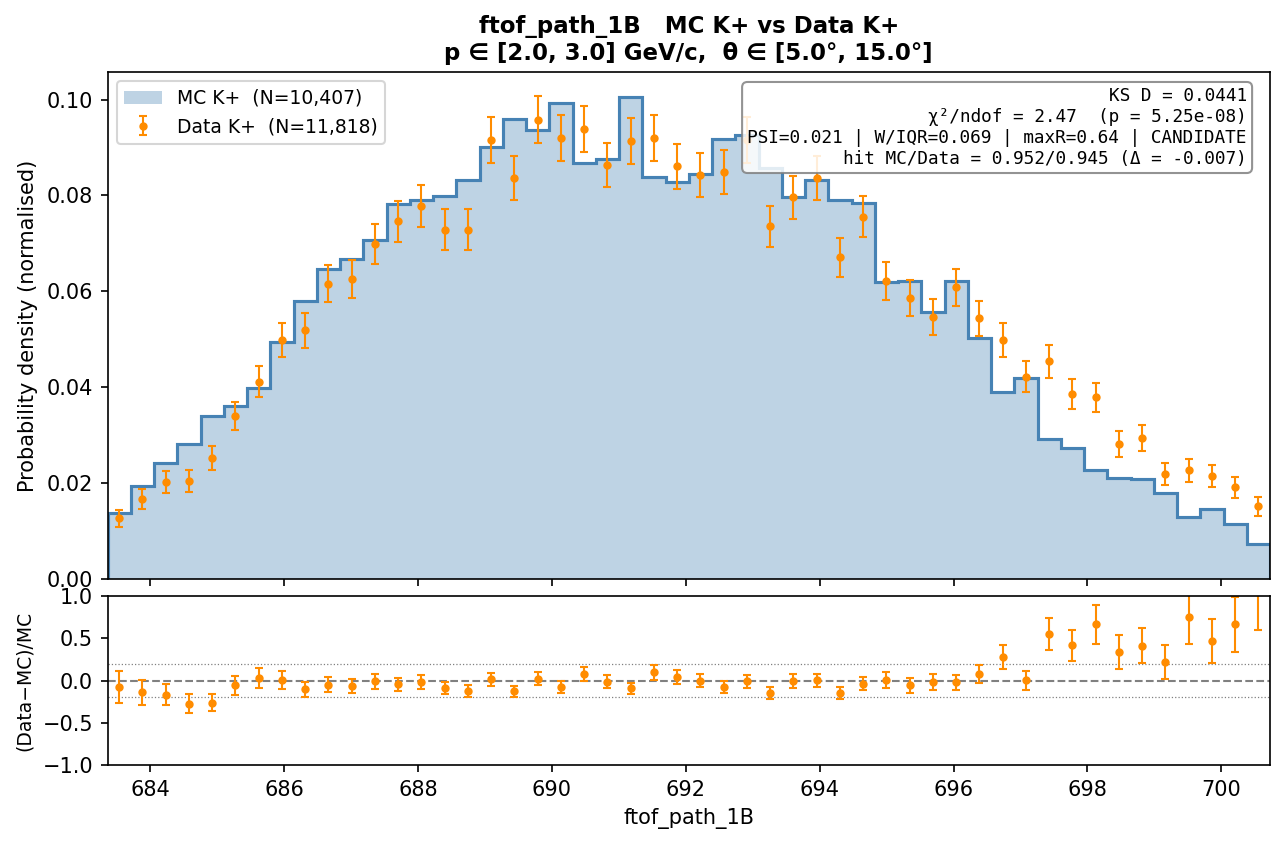 ftof_path_1B   MC K+ vs Data K+
p ∈ [2.0, 3.0] GeV/c,  θ ∈ [5.0°, 15.0°]
MC K+  (N=10,407)
Data K+  (N=11,818)
KS D = 0.0441
χ²/ndof = 2.47  (p = 5.25e-08)
PSI=0.021 | W/IQR=0.069 | maxR=0.64 | CANDIDATE
hit MC/Data = 0.952/0.945 (Δ = -0.007)
Probability density (normalised)
0.10
0.08
0.06
0.04
0.02
0.00
(Data−MC)/MC
1.0
0.5
0.0
−0.5
−1.0
684 686 688 690 692 694 696 698 700
ftof_path_1B